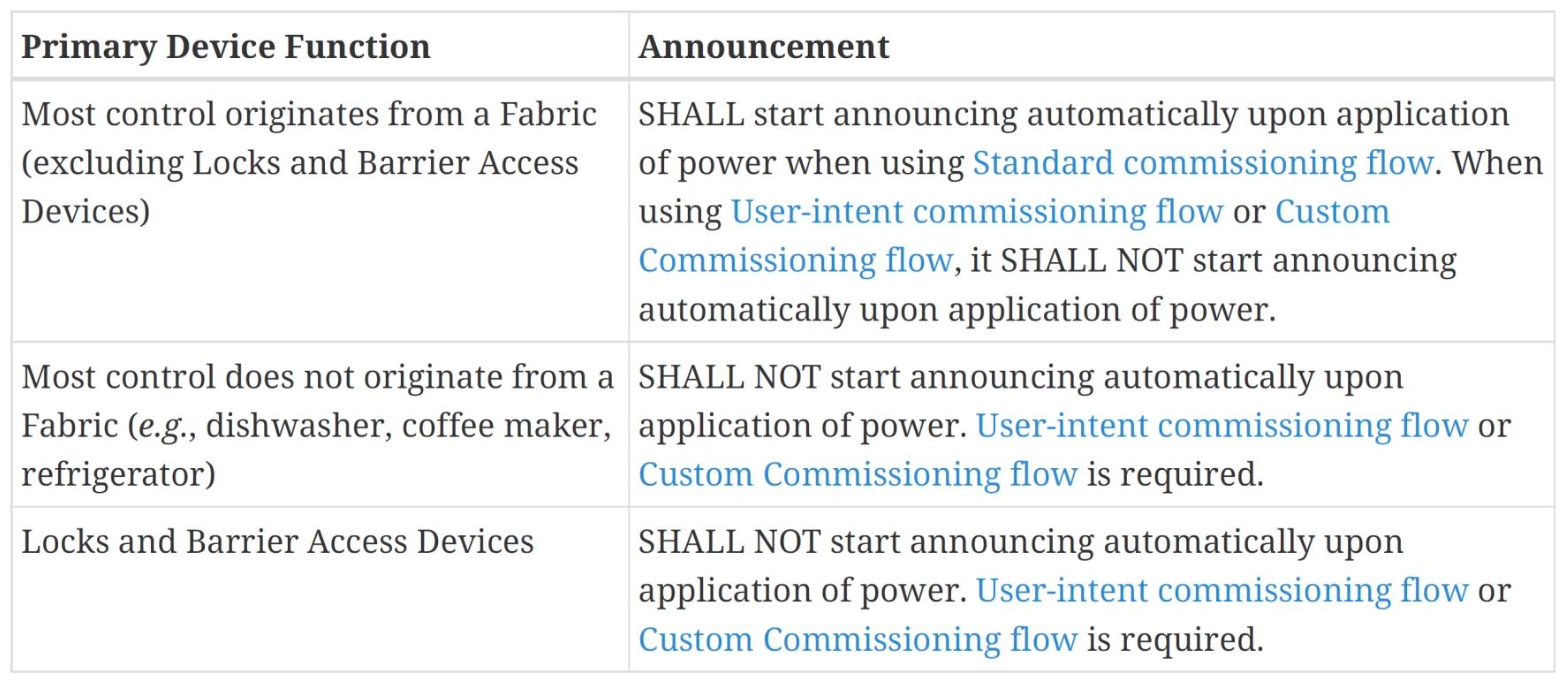 Primary Device Function
Announcement
Most control originates from a Fabric
(excluding Locks and Barrier Access
Devices)
SHALL start announcing automatically upon application
of power when using Standard commissioning flow. When
using User-intent commissioning flow or Custom
Commissioning flow, it SHALL NOT start announcing
automatically upon application of power.
Most control does not originate from a
Fabric (e.g., dishwasher, coffee maker,
refrigerator)
SHALL NOT start announcing automatically upon
application of power. User-intent commissioning flow or
Custom Commissioning flow is required.
Locks and Barrier Access Devices
SHALL NOT start announcing automatically upon
application of power. User-intent commissioning flow or
Custom Commissioning flow is required.